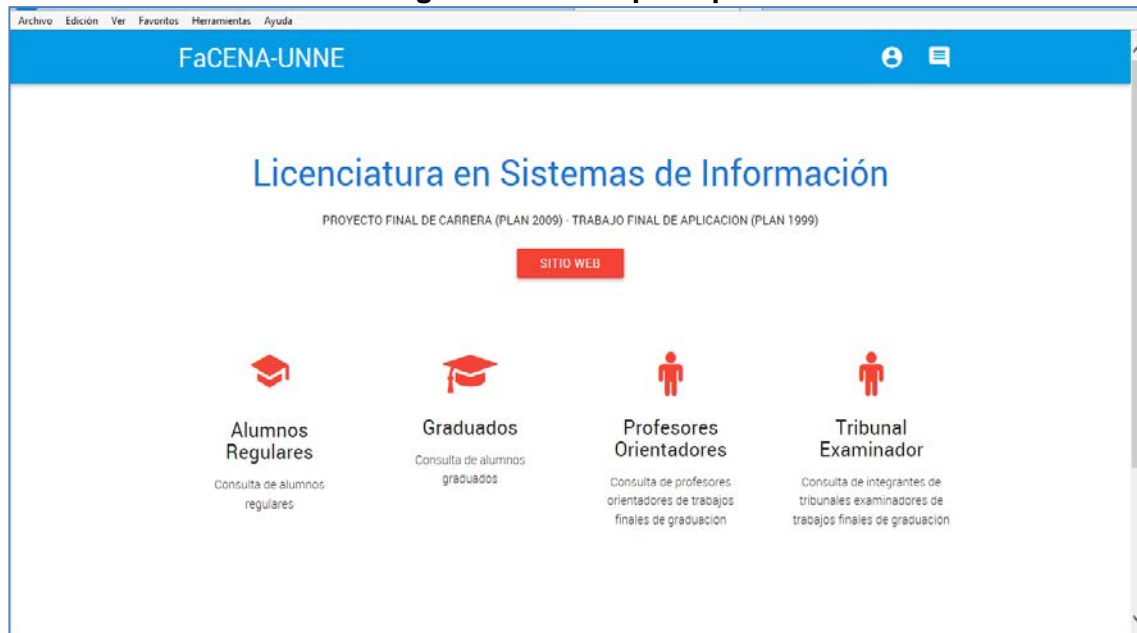 Archivo Edición Ver Favoritos Herramientas Ayuda
FaCENA-UNNE
Licenciatura en Sistemas de Información
PROYECTO FINAL DE CARRERA (PLAN 2009) - TRABAJO FINAL DE APLICACION (PLAN 1999)
SITIO WEB
Alumnos
Regulares
Consulta de alumnos
regulares
Graduados
Consulta de alumnos
graduados
Profesores
Orientadores
Consulta de profesores
orientadores de trabajos
finales de graduación
Tribunal
Examinador
Consulta de integrantes de
tribunales examinadores de
trabajos finales de graduación